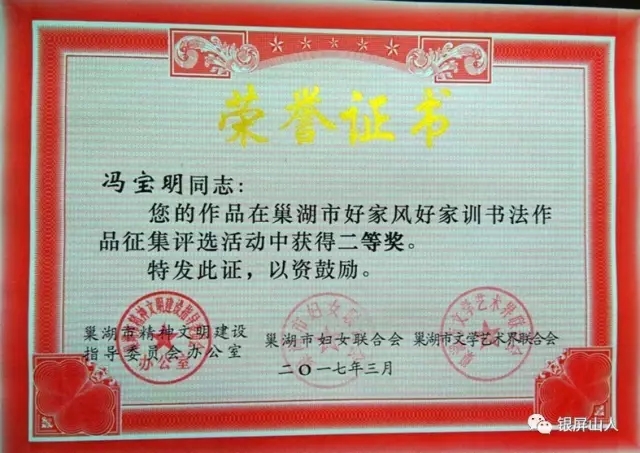 荣誉证书
冯宝明同志：
您的作品在巢湖市好家风好家训书法作
品征集评选活动中获得二等奖。
特发此证，以资鼓励。
巢湖市精神文明建设
指导委员会办公室
巢湖市妇女联合会
巢湖市文学艺术界联合会
二〇一七年三月
银屏山人